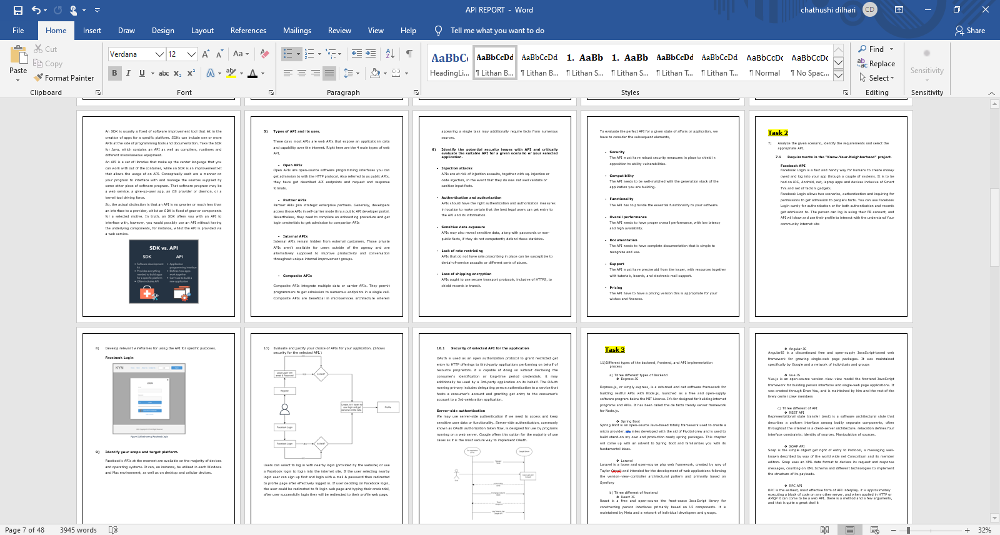 API REPORT - Word
chathushi dilhari CD
File Home Insert Draw Design Layout References Mailings Review View Help Tell me what you want to do Share
Paste
Cut
Copy
Format Painter
Clipboard
Verdana 12
Font
Paragraph
AaBbCc AaBbCcDd AaBbCcDd 1. AaBb 1. AaBb AaBbCcDd AaBbCcDd AaBbCcDc AaBbCcDc
HeadingLi... ¶ Lithan B... ¶ Lithan B... ¶ Lithan S... ¶ Lithan S... ¶ Lithan T... ¶ Lithan T... ¶ Normal ¶ No Spac...
Styles
Find
Replace
Select
Editing
Sensitivity
Sensitivity
An SDK is usually a fixed of software improvement tool that let in the
creation of apps for a specific platform. SDKs can include one or more
APIs at the side of programming tools and documentation. Take the SDK
for Java, which contains an API as well as compilers, runtimes and
different miscellaneous equipment.
An API is a set of libraries that make up the center language that you
can work with out of the container, while an SDK is an improvement kit
that allows the usage of an API. Conceptually each are a manner on
your program to interface with and manage the sources supplied by
some other piece of software program. That software program may be
a web service, a give-up-user app, an OS provider or daemon, or a
kernel tool driving force.
So, the actual distinction is that an API is no greater or much less than
an interface to a provider, whilst an SDK is fixed of gear or components
for a selected motive. In truth, an SDK offers you with an API to
interface with, however, you would possibly use an API without having
the underlying components, for instance, whilst the API is provided via
a web service.
SDK vs. API
SDK API
Software development kit
Provides everything needed to build apps for a specific platform
Often includes API
Application programming interface
Defines how apps work together
Can't use to build a new application
5) Types of API and its uses.
These days most APIs are web APIs that expose an application's data
and capability over the internet. Right here are the 4 main types of web
API,
- Open APIs
Open APIs are open-source software programming interfaces you can
get admission to with the HTTP protocol. Also referred to as public APIs,
they have got described API endpoints and request and response
formats.
- Partner APIs
Partner APIs join strategic enterprise partners. Generally, developers
access those APIs in self-carrier mode thru a public API developer portal.
Nevertheless, they need to complete an onboarding procedure and get
login credentials to get admission to companion APIs
- Internal APIs
Internal APIs remain hidden from external customers. Those private
APIs aren't available for users outside of the agency and are
alternatively supposed to improve productivity and conversation
throughout unique internal improvement groups.
- Composite APIs
Composite APIs integrate multiple data or carrier APIs. They permit
programmers to get admission to numerous endpoints in a single call.
Composite APIs are beneficial in microservices architecture wherein
appearing a single task may additionally require facts from numerous
sources.
6) Identify the potential security issues with API and critically
evaluate the suitable API for a given scenario or your selected
application.
- Injection attacks
APIs are at risk of injection assaults, together with sq. injection or
code injection, in the event that they do now not well validate or
sanitize input facts.
- Authentication and authorization
APIs should have the right authentication and authorization measures
in location to make certain that the best legal users can get entry to
the API and its information.
- Sensitive data exposure
APIs may also reveal sensitive data, along with passwords or non-
public facts, if they do not competently defend these statistics.
- Lack of rate restricting
APIs that do not have rate proscribing in place can be susceptible to
denial-of-service assaults or different sorts of abuse.
- Loss of shipping encryption
APIs ought to use secure transport protocols, inclusive of HTTPS, to
shield records in transit.
To evaluate the perfect API for a given state of affairs or application, we
have to consider the subsequent elements,
- Security
The API must have robust security measures in place to shield in
opposition to ability vulnerabilities.
- Compatibility
The API needs to be well-matched with the generation stack of the
application you are building.
- Functionality
The API has to provide the essential functionality to your software.
- Overall performance
The API needs to have proper overall performance, with low latency
and high availability.
- Documentation
The API needs to have complete documentation that is simple to
recognize and use.
- Support
The API must have precise aid from the issuer, with resources together
with tutorials, boards, and electronic mail support.
- Pricing
The API have to have a pricing version this is appropriate for your
wishes and finances.
Task 2
7) Analyze the given scenario, identify the requirements and select the
appropriate API.
7.1 Requirements in the "Know-Your-Neighborhood" project.
Facebook API
Facebook Login is a fast and handy way for humans to create money
owed and log into your app through a couple of systems. It is to be
had on iOS, Android, net, laptop apps and devices inclusive of Smart
TVs and net of factors gadgets.
Facebook Login allows two scenarios, authentication and inquiring for
permissions to get admission to people's facts. You can use Facebook
Login surely for authentication or for both authentication and records
get admission to. The person can log in using their FB account, and
API will show and use their profile to interact with the understand Your
community internet site
8) Develop relevant wireframes for using the API for specific purposes.
Facebook Login
KYN
LOGIN
Figure 5:Wireframe of Facebook Login
9) Identify your scope and target platform.
Facebook's APIs at the moment are available on the majority of devices
and operating systems. It can, an instance, be utilized in each Windows
and Mac environment, as well as on desktop and cellular devices.
10) Evaluate and justify your choice of APIs for your application. (Shows
security for the selected API.)
Local Login with email & Password
Register
Facebook Login
Facebook Login
Create JWT Token for user login and get personal profile data
Profile
Users can select to log in with nearby login (provided by the website) or use
a Facebook login to login into the internet site. If the user selecting nearby
login user can sign up first and login with e-mail & password then redirected
to profile page after effectively logged in. If user deciding on Facebook login,
the user could be redirected to fb login web page and typing their credential,
after user successfully login they will be redirected to their profile web page.
10.1 Security of selected API for the application
OAuth is used as an open authorization protocol to grant restricted get
entry to HTTP offerings to third-party applications performing on behalf of
resource proprietors. it is capable of doing so without disclosing the
consumer's identification or long-time period credentials. it may
additionally be used by a 3rd-party application on its behalf. The OAuth
running primary includes delegating person authentication to a service that
hosts a consumer's account and granting get entry to the consumer's
account to a 3rd-celebration application.
Server-side authentication
We may use server-side authentication if we need to access and keep
sensitive user data or functionality. Server-side authentication, commonly
known as OAuth authorization token flow, is designed for use by programs
running on a web server. Google offers this option for the majority of use
cases as it is the most secure way to implement OAuth.
Task 3
11)Different types of the backend, frontend, and API implementation
process
a) Three different types of Backend
❖ Express JS
Express.js, or simply express, is a returned end net software framework for
building restful APIs with Node.js, launched as a free and open-supply
software program below the MIT License. It's far designed for building internet
programs and APIs. It has been called the de facto trendy server framework
for Node.js.
❖ Spring Boot
Spring Boot is an open-source Java-based totally framework used to create a
micro provider. its miles developed with the aid of Pivotal crew and is used to
build stand-on my own and production ready spring packages. This chapter
will come up with an advent to Spring Boot and familiarizes you with its
fundamental ideas.
❖ Laravel
Laravel is a loose and open-source php web framework, created by way of
Taylor Otwell and intended for the development of web applications following
the version–view–controller architectural pattern and primarily based on
Symfony
b) Three different of frontend
❖ React JS
React is a free and open-source the front-cease JavaScript library for
constructing person interfaces primarily based on UI components. it is
maintained by Meta and a network of individual developers and groups.
❖ Angular JS
AngularJS is a discontinued free and open-supply JavaScript-based web
framework for growing single-web page packages. It was maintained
specifically by Google and a network of individuals and groups
❖ Vue JS
Vue.js is an open-source version–view–view model the frontend JavaScript
framework for building person interfaces and single-web page applications. It
was created through Evan You, and is maintained by him and the rest of the
lively center crew members
c) Three different of API
❖ REST API
Representational state transfer (rest) is a software architectural style that
describes a uniform interface among bodily separate components, often
throughout the internet in a client-server architecture. relaxation defines four
interface constraints: identity of sources. Manipulation of sources.
❖ SOAP API
Soap is the simple object get right of entry to Protocol, a messaging well-
known described by way of the world wide net Consortium and its member
editors. Soap uses an XML data format to declare its request and response
messages, counting on XML Schema and different technologies to implement
the structure of its payloads.
❖ RPC API
RPC is the earliest, most effective form of API interplay. it is approximately
executing a block of code on any other server, and when applied in HTTP or
AMQP it can come to be a web API. there is a method and a few arguments,
and that is quite a great deal it
Page 7 of 48 3945 words 32%